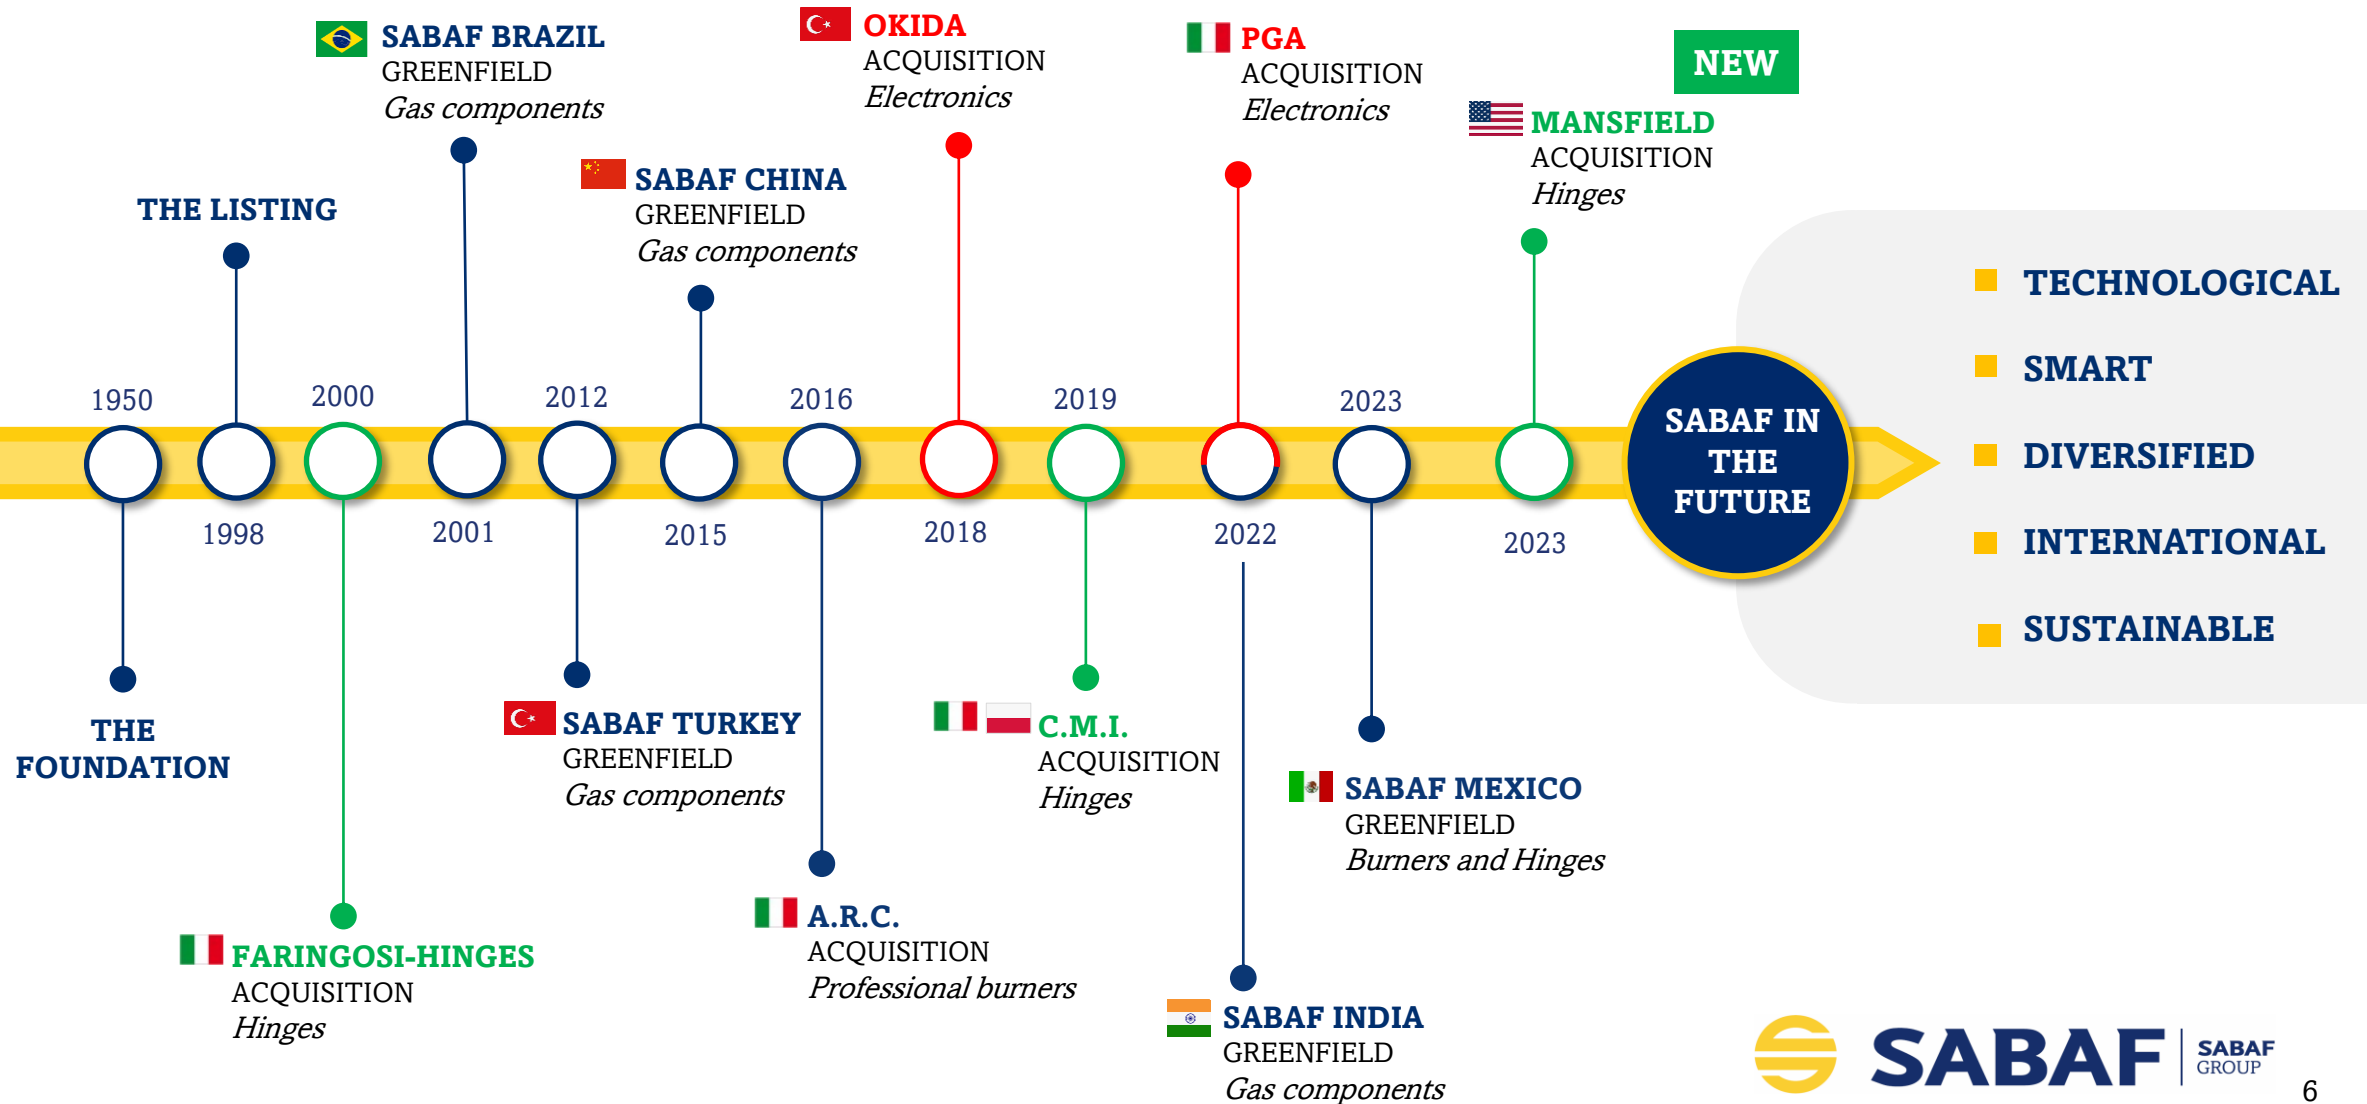 SABAF BRAZIL
GREENFIELD
Gas components
OKIDA
ACQUISITION
Electronics
PGA
ACQUISITION
Electronics
NEW
MANSFIELD
ACQUISITION
Hinges
SABAF CHINA
GREENFIELD
Gas components
THE LISTING
1950
2000
2012
2016
2019
2023
1998
2001
2015
2018
2022
2023
SABAF IN
THE
FUTURE
TECHNOLOGICAL
SMART
DIVERSIFIED
INTERNATIONAL
SUSTAINABLE
THE
FOUNDATION
SABAF TURKEY
GREENFIELD
Gas components
C.M.I.
ACQUISITION
Hinges
SABAF MEXICO
GREENFIELD
Burners and Hinges
FARINGOSI-HINGES
ACQUISITION
Hinges
A.R.C.
ACQUISITION
Professional burners
SABAF INDIA
GREENFIELD
Gas components
SABAF
SABAF
GROUP
6